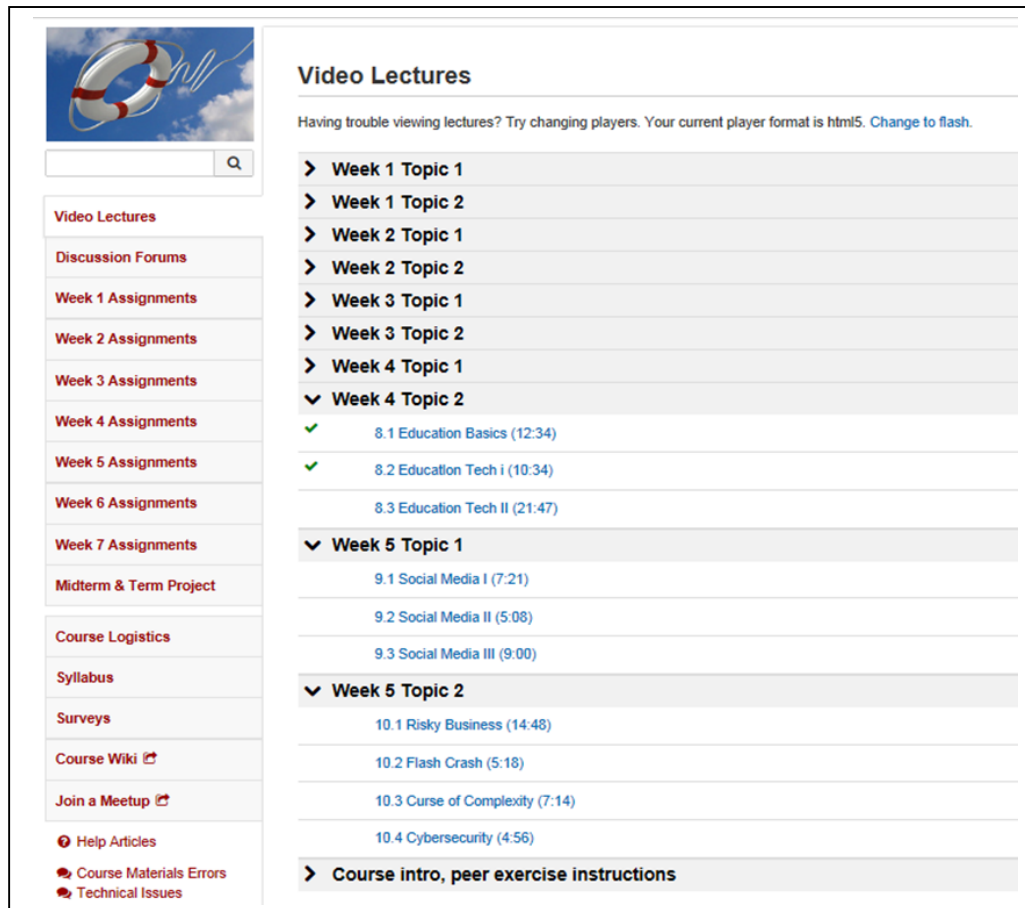 Video Lectures
Discussion Forums
Week 1 Assignments
Week 2 Assignments
Week 3 Assignments
Week 4 Assignments
Week 5 Assignments
Week 6 Assignments
Week 7 Assignments
Midterm & Term Project
Course Logistics
Syllabus
Surveys
Course Wiki
Join a Meetup
Help Articles
Course Materials Errors
Technical Issues
Video Lectures
Having trouble viewing lectures? Try changing players. Your current player format is html5. Change to flash.
Week 1 Topic 1
Week 1 Topic 2
Week 2 Topic 1
Week 2 Topic 2
Week 3 Topic 1
Week 3 Topic 2
Week 4 Topic 1
Week 4 Topic 2
8.1 Education Basics (12:34)
8.2 Education Tech i (10:34)
8.3 Education Tech II (21:47)
Week 5 Topic 1
9.1 Social Media I (7:21)
9.2 Social Media II (5:08)
9.3 Social Media III (9:00)
Week 5 Topic 2
10.1 Risky Business (14:48)
10.2 Flash Crash (5:18)
10.3 Curse of Complexity (7:14)
10.4 Cybersecurity (4:56)
Course intro, peer exercise instructions